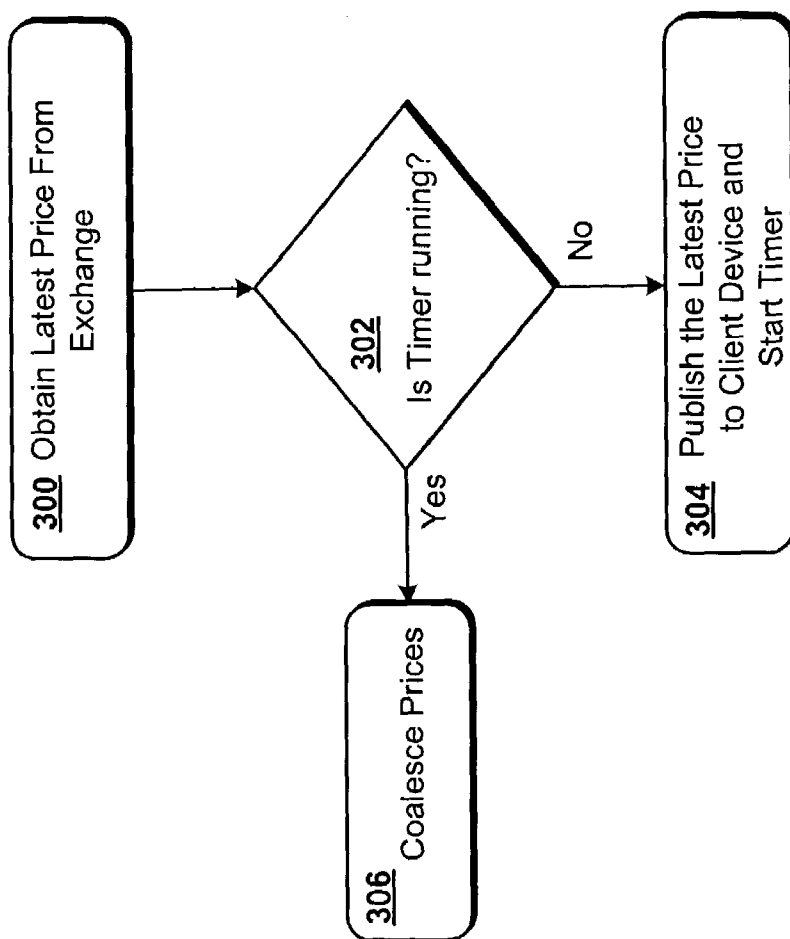 300 Obtain Latest Price From
Exchange
302
Is Timer running?
Yes
No
306 Coalesce Prices
304 Publish the Latest Price
to Client Device and
Start Timer